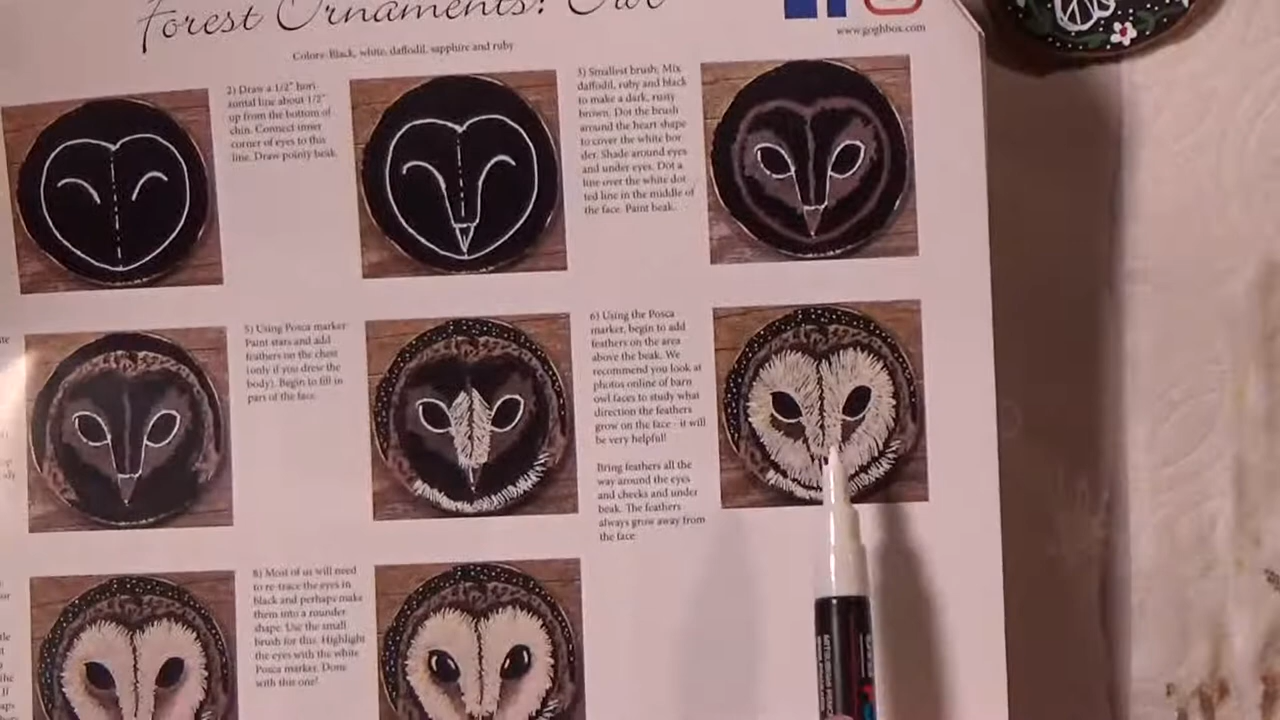 Forest Ornaments: Owl
www.goghbox.com
Colors: Black, white, daffodil, sapphire and ruby
2) Draw a 1/2" hori-
zontal line about 1/2"
up from the bottom of
chin. Connect inner
corner of eyes to this
line. Draw pointy beak.
3) Smallest brush. Mix
daffodil, ruby and black
to make a dark, rusty
brown. Dot the brush
around the heart shape
to cover the white bor-
der. Shade around eyes
and under eyes. Dot a
line over the white dot
ted line in the middle of
the face. Paint beak.
5) Using Posca marker
Paint stars and add
feathers on the chest
(only if you drew the
body). Begin to fill in
part of the face.
6) Using the Posca
marker, begin to add
feathers on the area
above the beak. We
recommend you look at
photos online of barn
owl faces to study what
direction the feathers
grow on the face - it will
be very helpful!
Bring feathers all the
way around the eyes
and cheeks and under
beak. The feathers
always grow away from
the face
8) Most of us will need
to re-trace the eyes in
black and perhaps make
them into a rounder
shape. Use the small
brush for this. Highlight
the eyes with the white
Posca marker. Done
with this one!